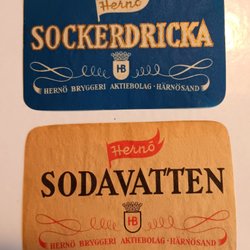 Hernö
SOCKERDRICKA
HB
HERNÖ BRYGGERI AKTIEBOLAG · HÄRNÖSAND
Hernö
SODAVATTEN
HB
HERNÖ BRYGGERI AKTIEBOLAG · HÄRNÖSAND